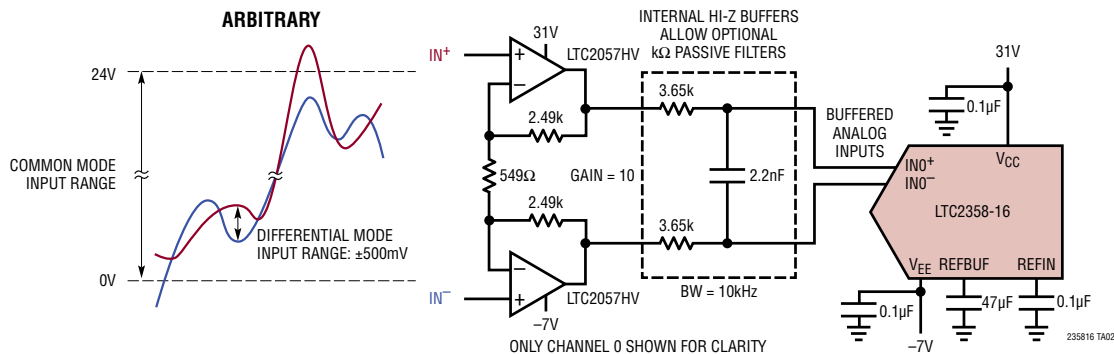 ARBITRARY
24V
COMMON MODE
INPUT RANGE
DIFFERENTIAL MODE
INPUT RANGE: ±500mV
0V
IN+
31V
LTC2057HV
2.49k
549Ω
GAIN = 10
2.49k
LTC2057HV
IN–
–7V
INTERNAL HI-Z BUFFERS
ALLOW OPTIONAL
kΩ PASSIVE FILTERS
3.65k
2.2nF
3.65k
BW = 10kHz
BUFFERED
ANALOG
INPUTS
31V
0.1µF
VCC
IN0+
IN0–
LTC2358-16
VEE
REFBUF
REFIN
0.1µF
47µF
0.1µF
–7V
235816 TA02
ONLY CHANNEL 0 SHOWN FOR CLARITY